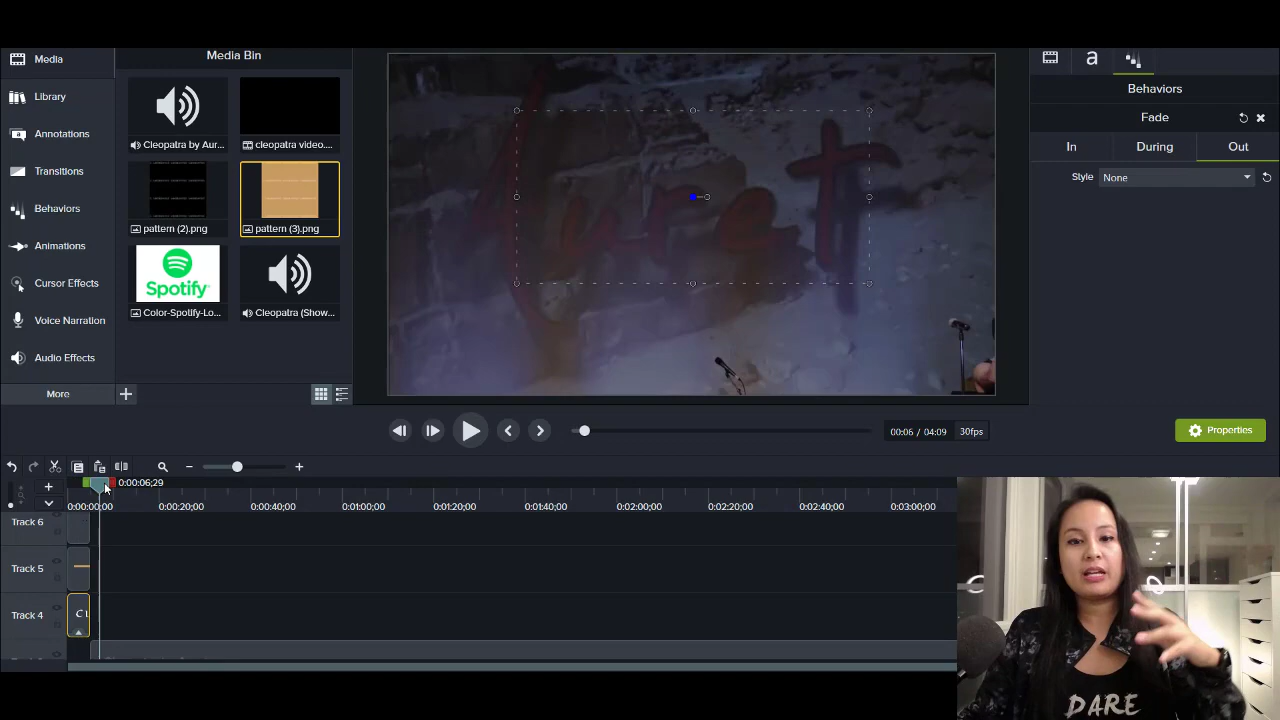 Media
Library
Annotations
Transitions
Behaviors
Animations
Cursor Effects
Voice Narration
Audio Effects
More
Media Bin
Cleopatra by Aur...
cleopatra video....
pattern (2).png
pattern (3).png
Spotify
Color-Spotify-Lo...
Cleopatra (Show...
a
Behaviors
Fade
In
During
Out
Style
None
00:06 / 04:09
30fps
Properties
0:00:06;29
0:00:00;00
0:00:20;00
0:00:40;00
0:01:00;00
0:01:20;00
0:01:40;00
0:02:00;00
0:02:20;00
0:02:40;00
0:03:00;00
Track 6
Track 5
Track 4
DARE